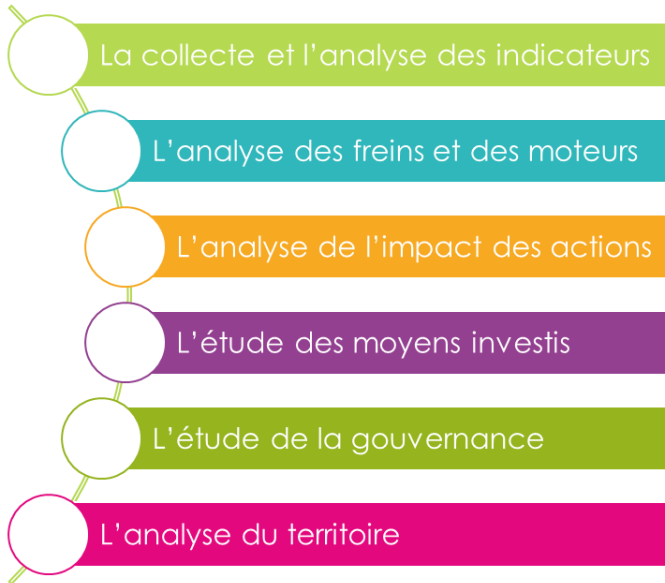 La collecte et l’analyse des indicateurs
L’analyse des freins et des moteurs
L’analyse de l’impact des actions
L’étude des moyens investis
L’étude de la gouvernance
L’analyse du territoire